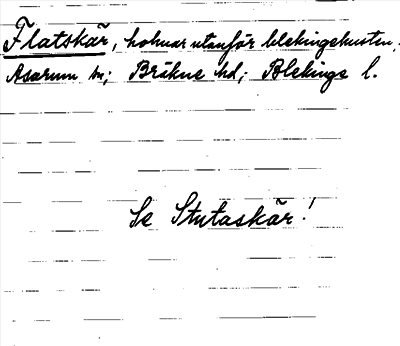 Flatskär, holmar utanför blekingekusten,
Asarum sn; Bräkne hd; Blekinge l.
Se Stutaskär!